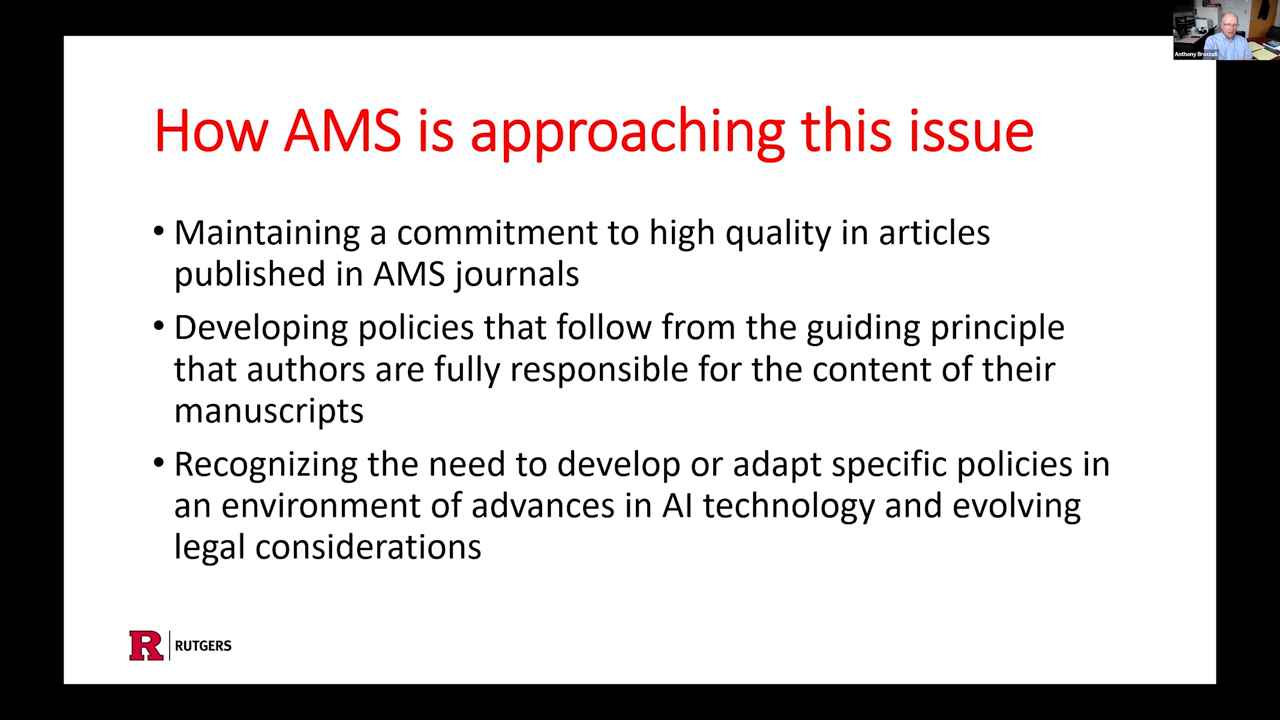 Anthony Broccoli
How AMS is approaching this issue
• Maintaining a commitment to high quality in articles
published in AMS journals
• Developing policies that follow from the guiding principle
that authors are fully responsible for the content of their
manuscripts
• Recognizing the need to develop or adapt specific policies in
an environment of advances in AI technology and evolving
legal considerations
R RUTGERS